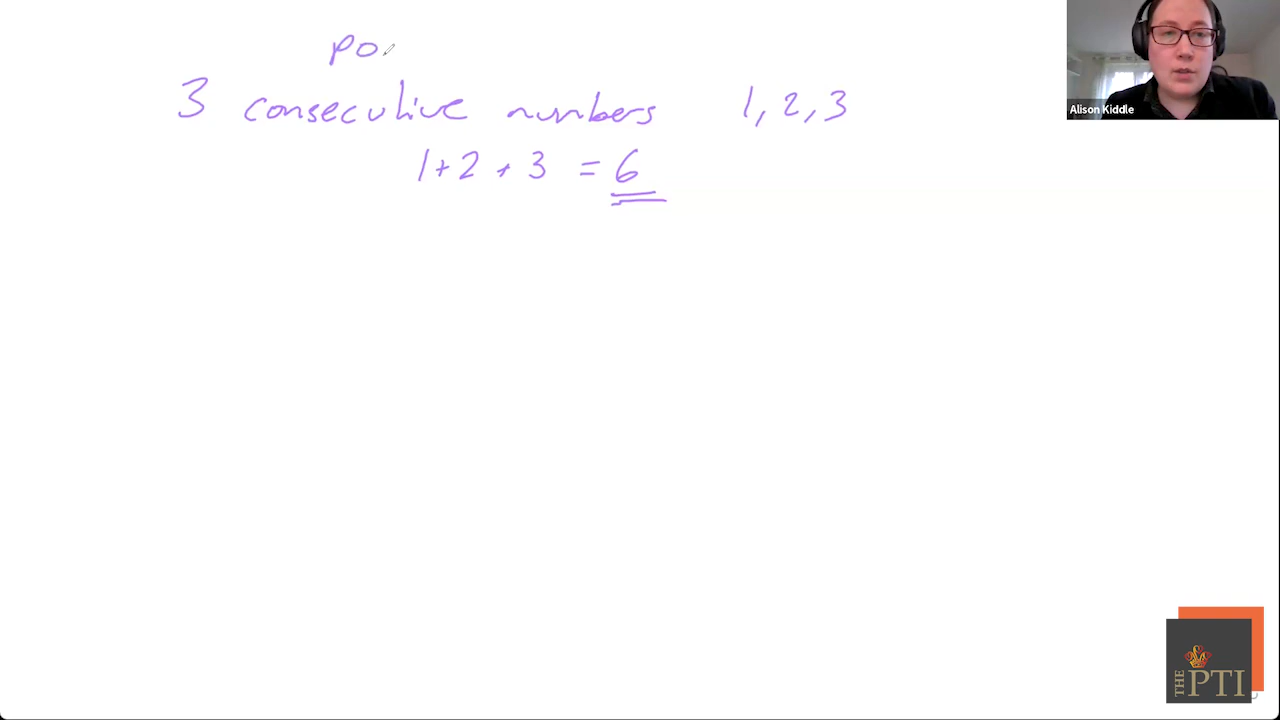 po
3 consecutive numbers 1, 2, 3
1 + 2 + 3 = 6
Alison Kiddle
THE PTI